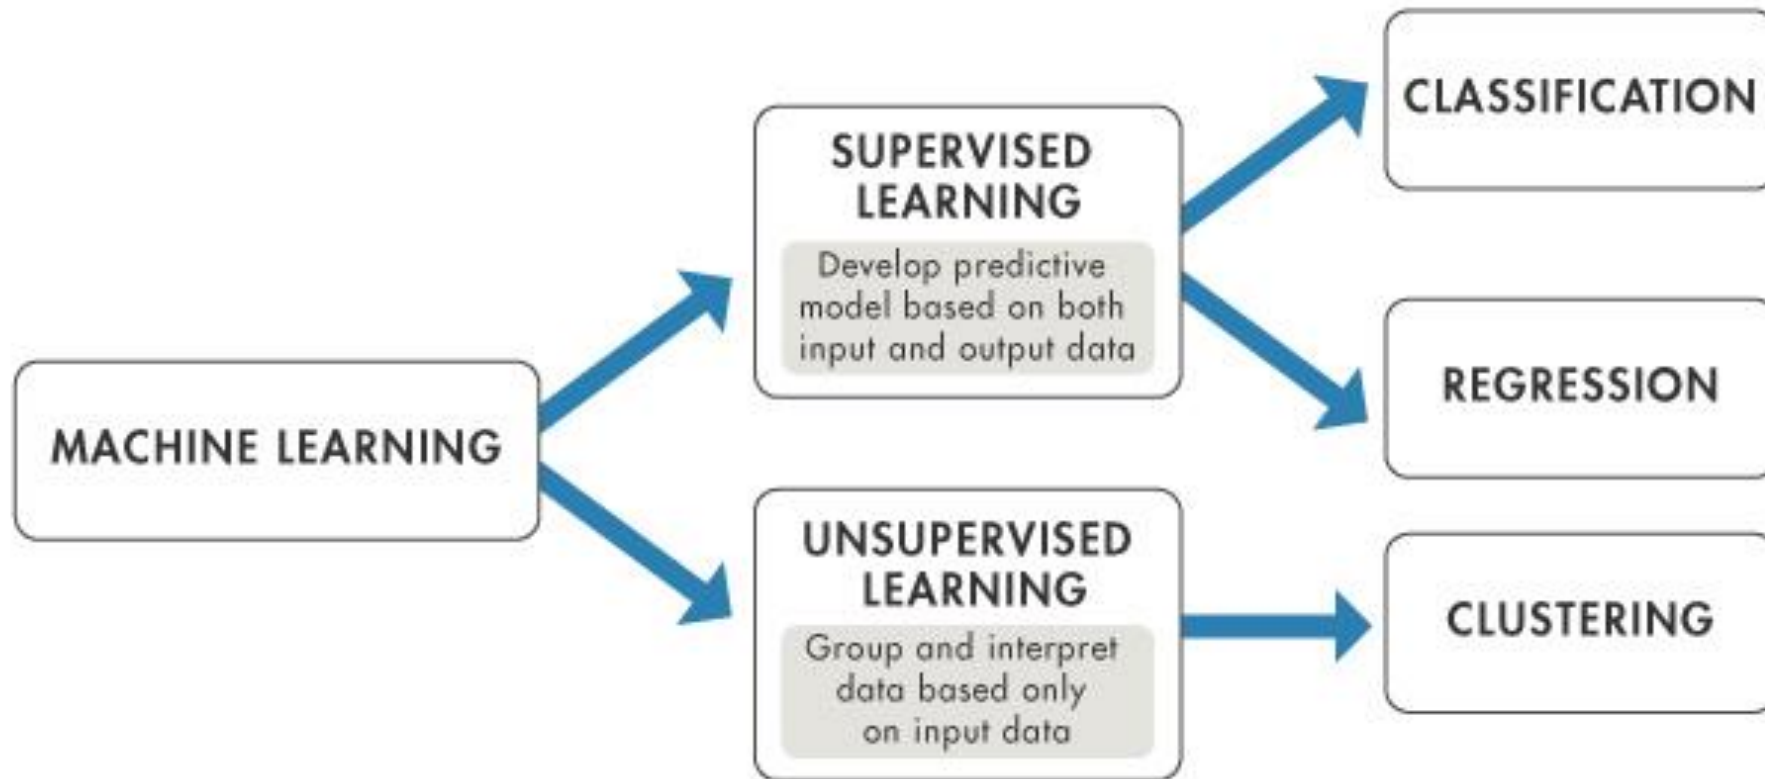 MACHINE LEARNING
SUPERVISED
LEARNING
Develop predictive
model based on both
input and output data
UNSUPERVISED
LEARNING
Group and interpret
data based only
on input data
CLASSIFICATION
REGRESSION
CLUSTERING